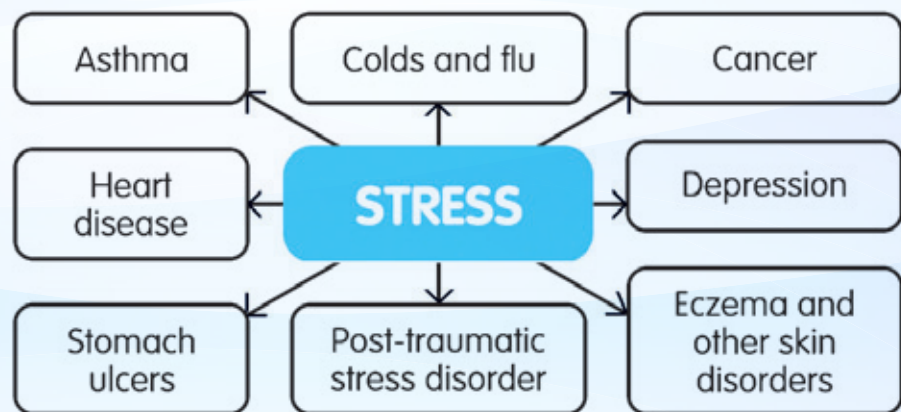 Asthma
Colds and flu
Cancer
Heart
disease
STRESS
Depression
Stomach
ulcers
Post-traumatic
stress disorder
Eczema and
other skin
disorders